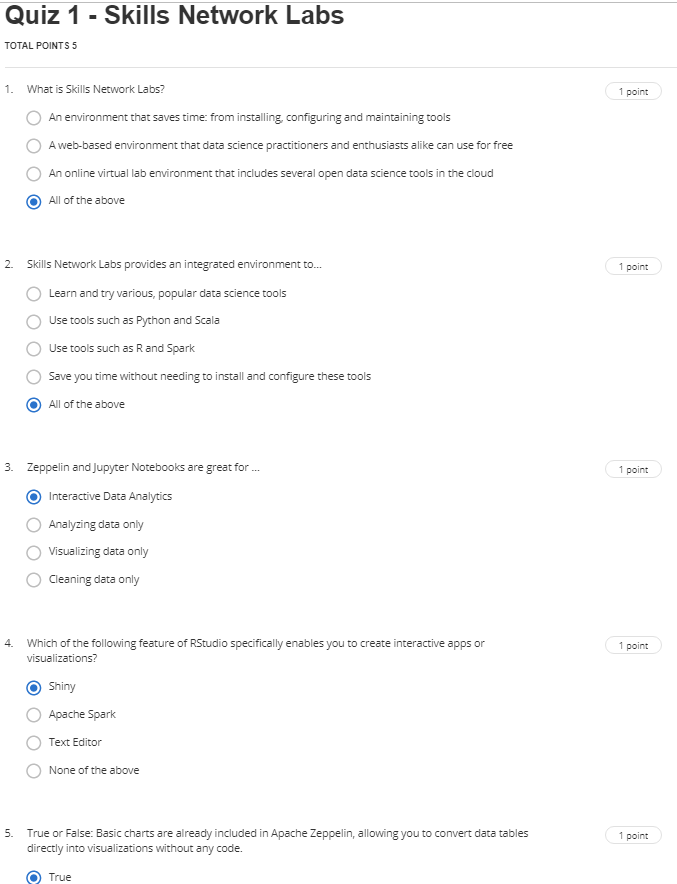 Quiz 1 - Skills Network Labs
TOTAL POINTS 5
1. What is Skills Network Labs?
1 point
An environment that saves time: from installing, configuring and maintaining tools
A web-based environment that data science practitioners and enthusiasts alike can use for free
An online virtual lab environment that includes several open data science tools in the cloud
All of the above
2. Skills Network Labs provides an integrated environment to...
1 point
Learn and try various, popular data science tools
Use tools such as Python and Scala
Use tools such as R and Spark
Save you time without needing to install and configure these tools
All of the above
3. Zeppelin and Jupyter Notebooks are great for ...
1 point
Interactive Data Analytics
Analyzing data only
Visualizing data only
Cleaning data only
4. Which of the following feature of RStudio specifically enables you to create interactive apps or
visualizations?
1 point
Shiny
Apache Spark
Text Editor
None of the above
5. True or False: Basic charts are already included in Apache Zeppelin, allowing you to convert data tables
directly into visualizations without any code.
1 point
True